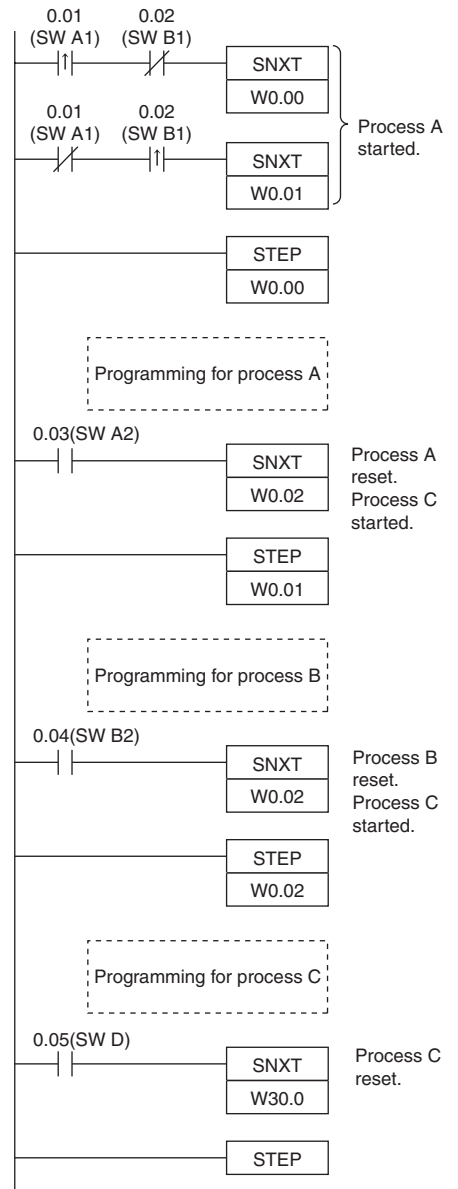 0.01 0.02
(SW A1) (SW B1)
SNXT
W0.00
0.01 0.02
(SW A1) (SW B1)
SNXT
W0.01
Process A
started.
STEP
W0.00
Programming for process A
0.03(SW A2)
SNXT
W0.02
Process A
reset.
Process C
started.
STEP
W0.01
Programming for process B
0.04(SW B2)
SNXT
W0.02
Process B
reset.
Process C
started.
STEP
W0.02
Programming for process C
0.05(SW D)
SNXT
W30.0
Process C
reset.
STEP